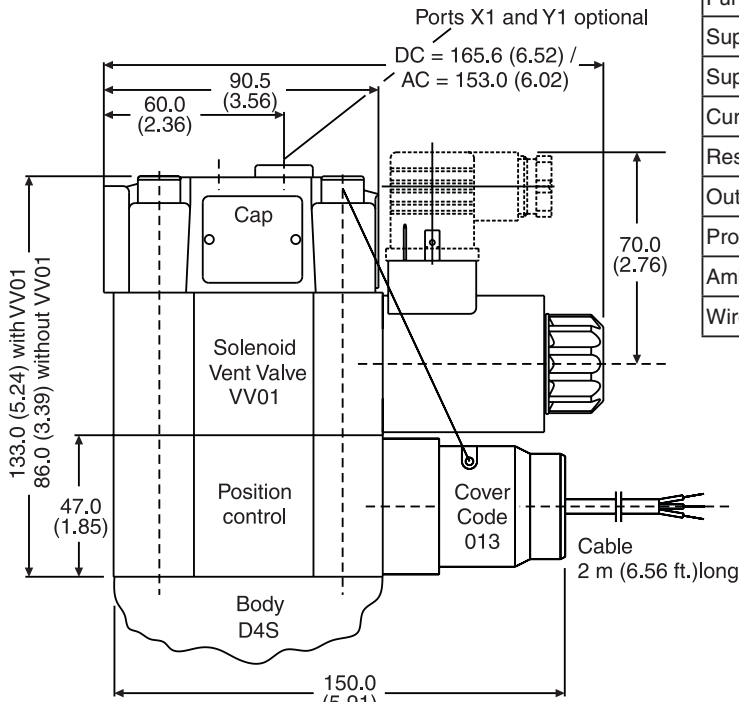 Ports X1 and Y1 optional
DC = 165.6 (6.52) /
AC = 153.0 (6.02)
90.5
(3.56)
60.0
(2.36)
Cap
70.0
(2.76)
133.0 (5.24) with VV01
86.0 (3.39) without VV01
Solenoid
Vent Valve
VV01
47.0
(1.85)
Position
control
Cover
Code
013
Cable
2 m (6.56 ft.)long
Body
D4S
150.0
(5.91)
Sup
Sup
Cur
Res
Out
Pro
Am
Wir